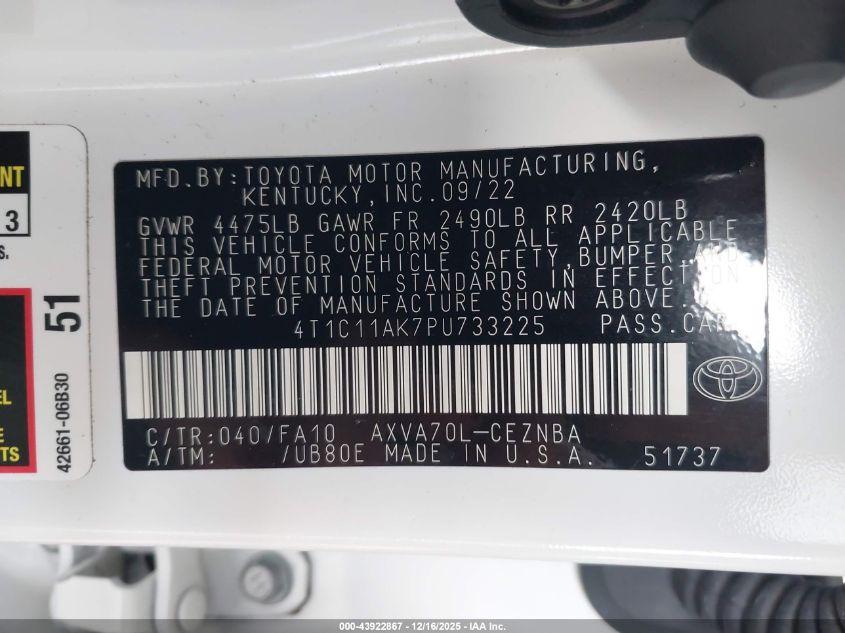 NT
3
S.
51
42661-06B30
EL
E
TS
MFD.BY:TOYOTA MOTOR MANUFACTURING,
KENTUCKY,INC.09/22
GVWR 4475LB GAWR FR 2490LB RR 2420LB
THIS VEHICLE CONFORMS TO ALL APPLICABLE
FEDERAL MOTOR VEHICLE SAFETY,BUMPER,AND
THEFT PREVENTION STANDARDS IN EFFECT ON
THE DATE OF MANUFACTURE SHOWN ABOVE.
4T1C11AK7PU733225 PASS.CAR
C/TR:040/FA10 AXVA70L-CEZNBA
A/TM: /UB80E MADE IN U.S.A. 51737
000-43922867 - 12/16/2025 - IAA Inc.